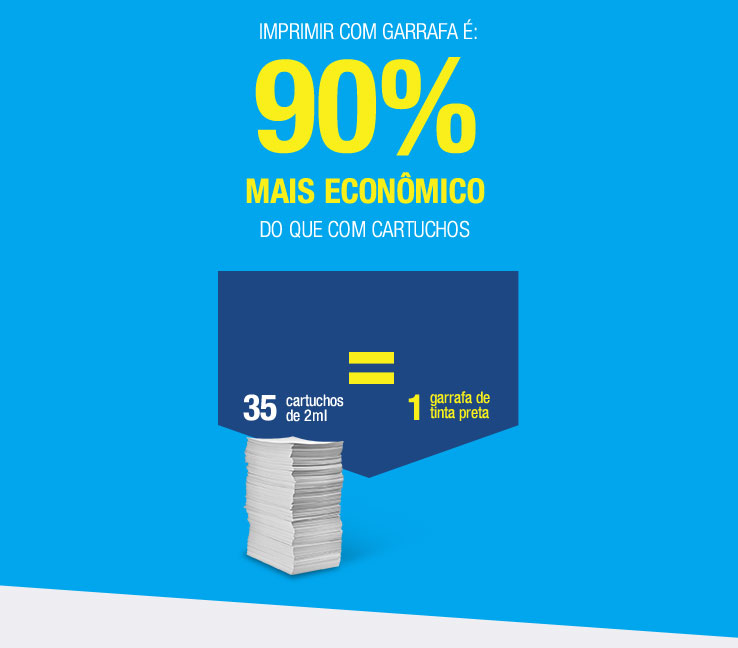 IMPRIMIR COM GARRAFA É:
90%
MAIS ECONÔMICO
DO QUE COM CARTUCHOS
35 cartuchos
de 2ml
=
1 garrafa de
tinta preta